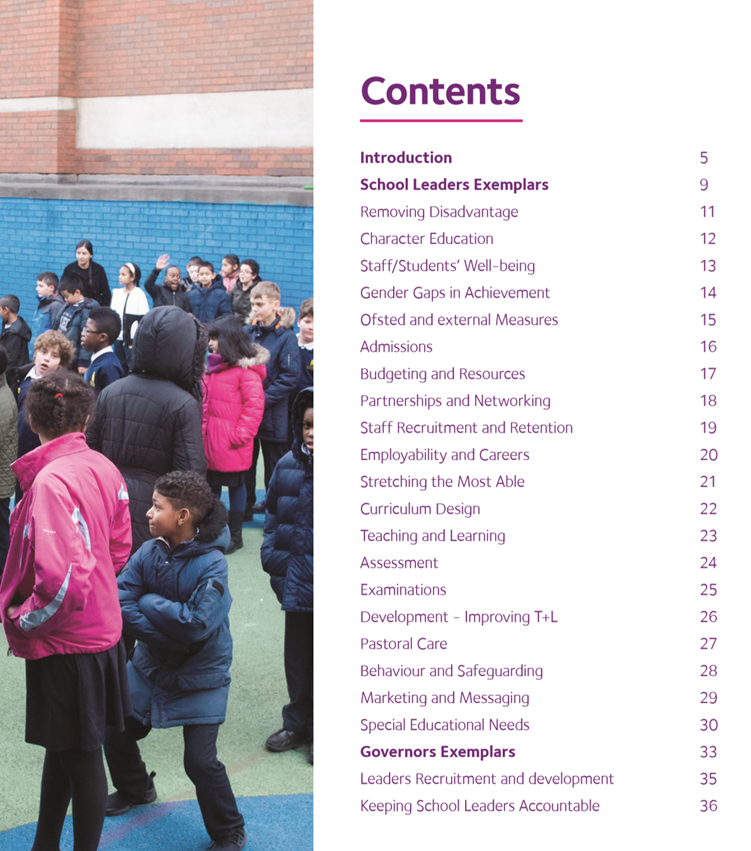 Contents
Introduction 5
School Leaders Exemplars 9
Removing Disadvantage 11
Character Education 12
Staff/Students' Well-being 13
Gender Gaps in Achievement 14
Ofsted and external Measures 15
Admissions 16
Budgeting and Resources 17
Partnerships and Networking 18
Staff Recruitment and Retention 19
Employability and Careers 20
Stretching the Most Able 21
Curriculum Design 22
Teaching and Learning 23
Assessment 24
Examinations 25
Development - Improving T+L 26
Pastoral Care 27
Behaviour and Safeguarding 28
Marketing and Messaging 29
Special Educational Needs 30
Governors Exemplars 33
Leaders Recruitment and development 35
Keeping School Leaders Accountable 36